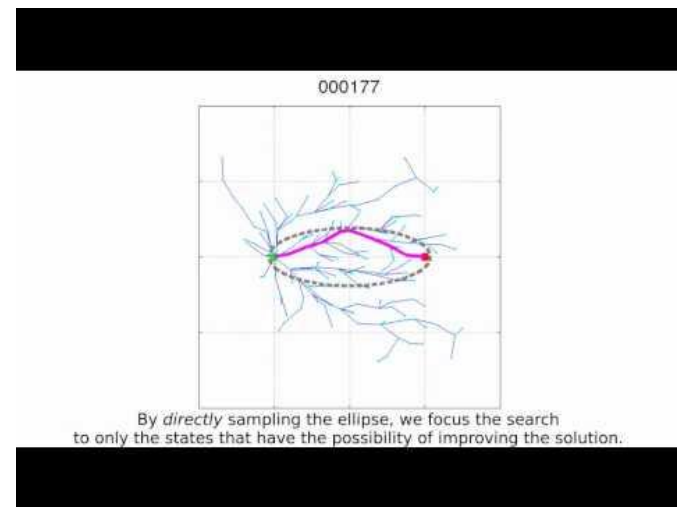 000177
By directly sampling the ellipse, we focus the search
to only the states that have the possibility of improving the solution.